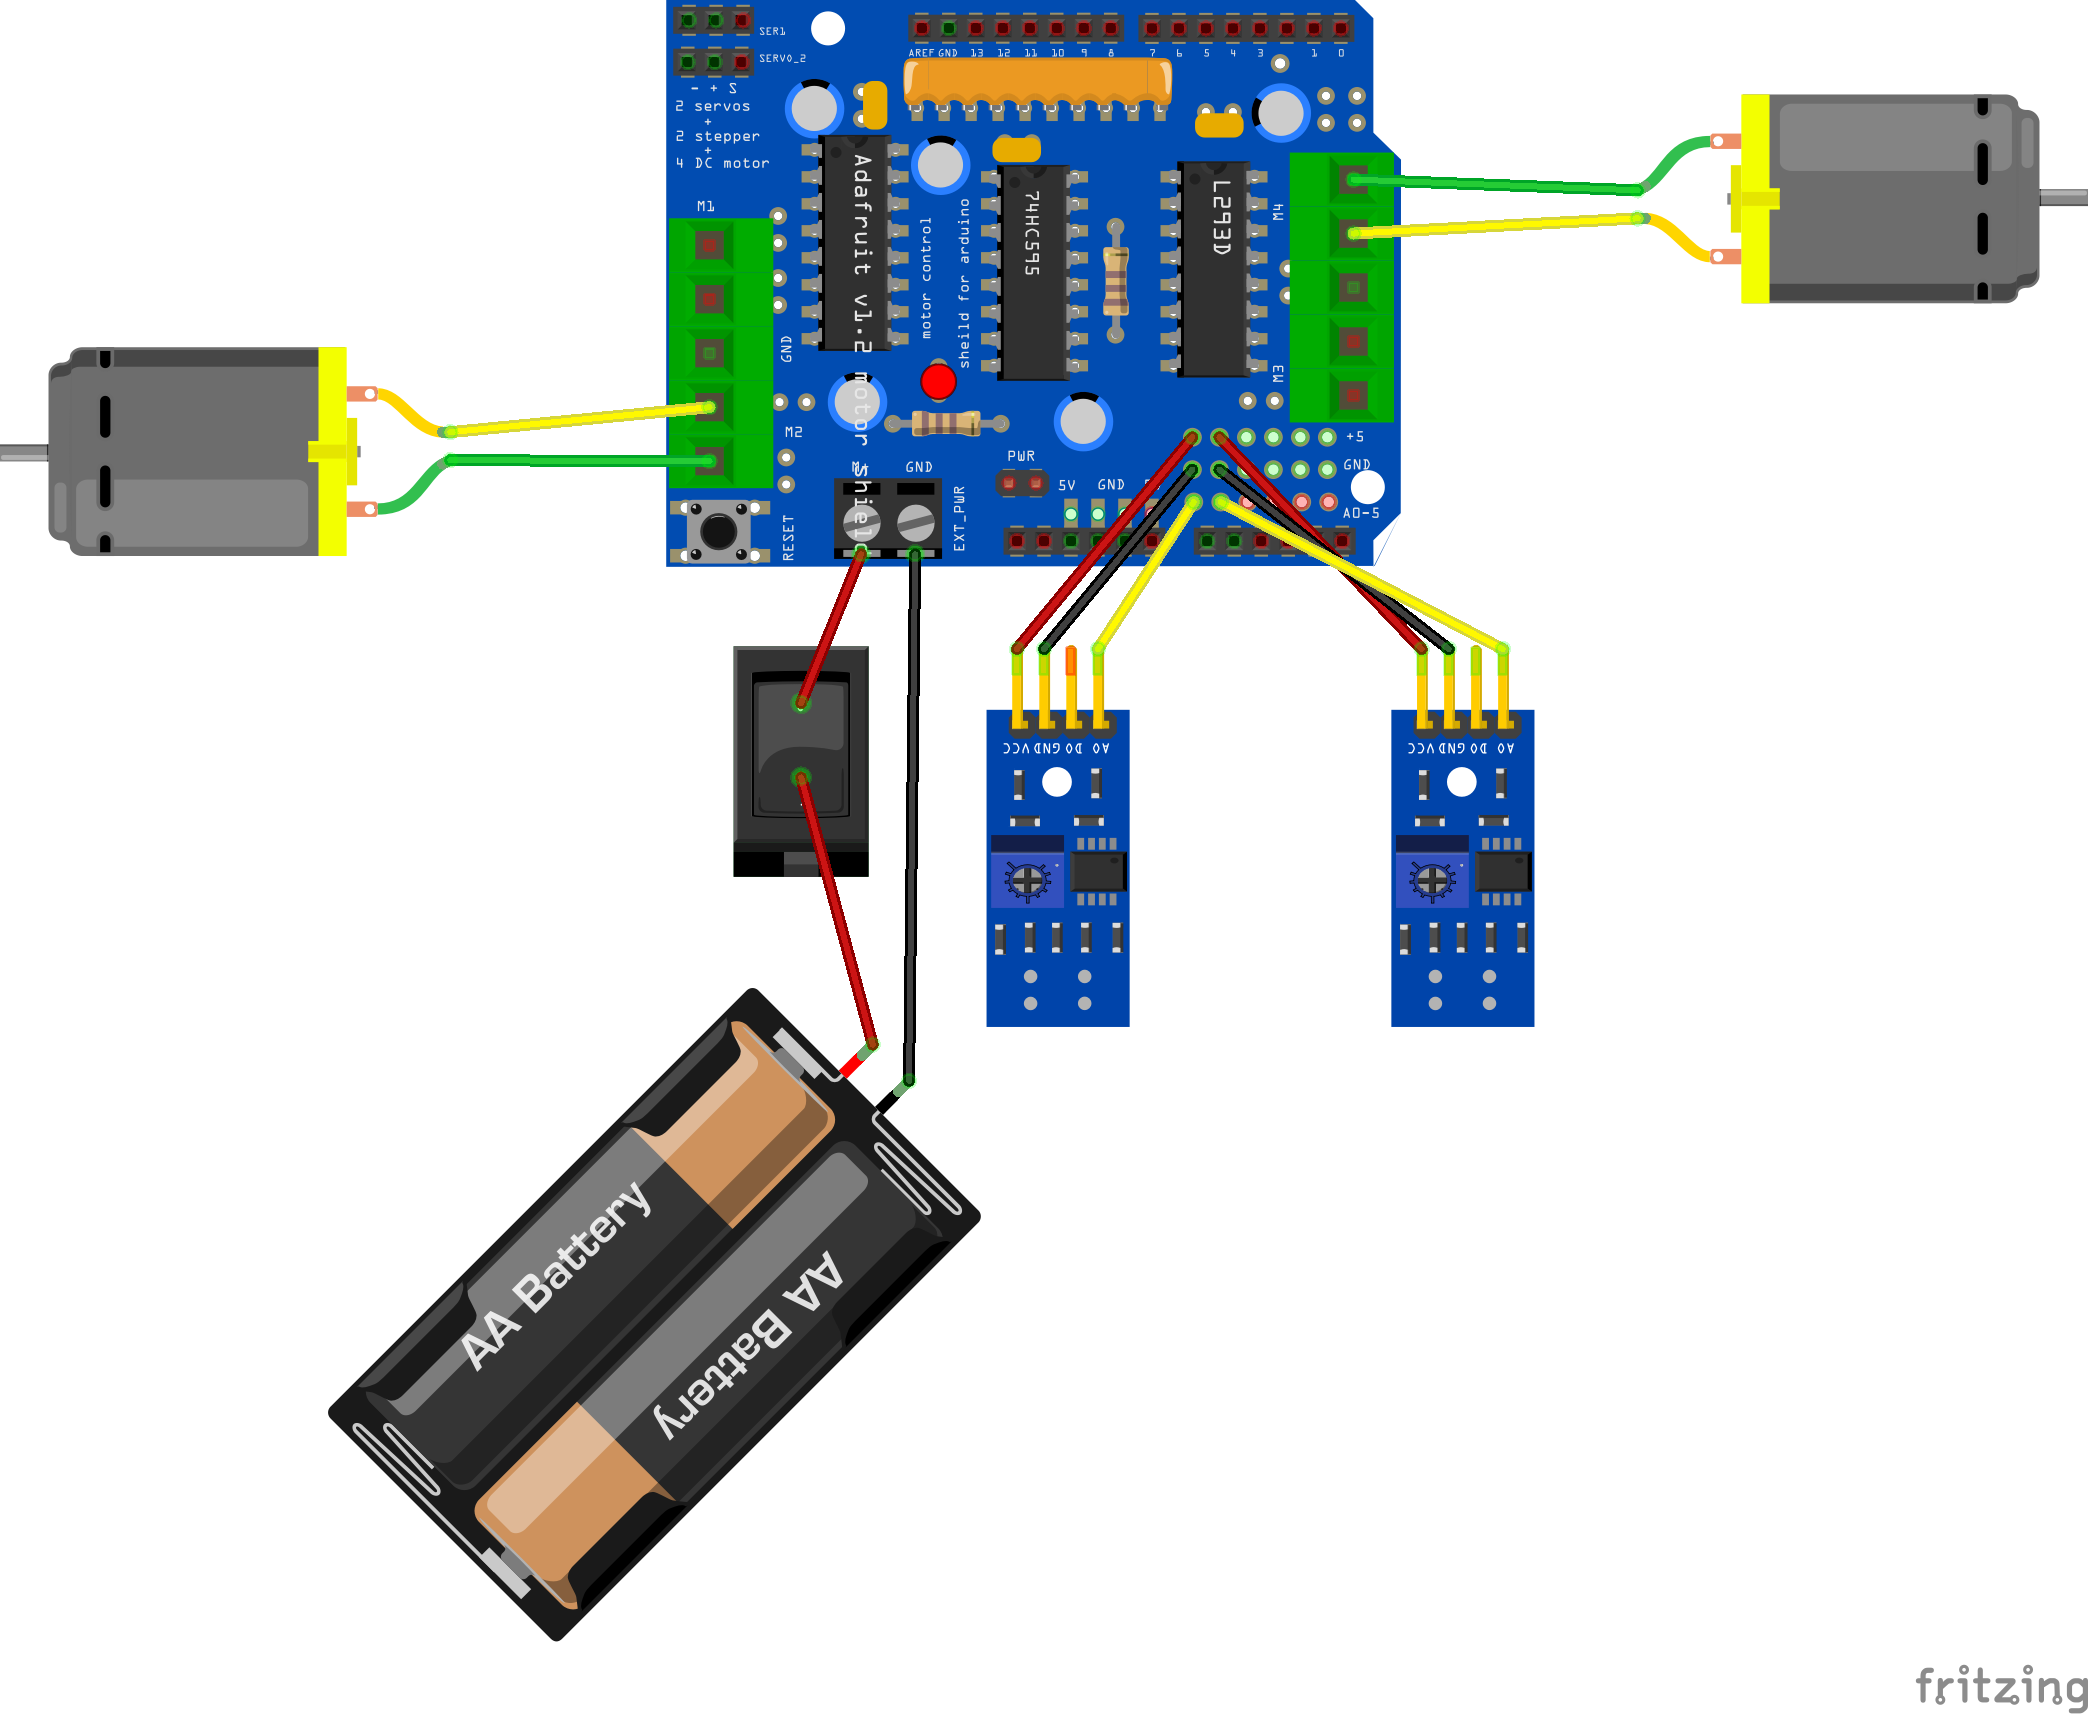 SER1
SERVO_2
- + S
2 servos
+
2 stepper
+
4 DC motor
AREF GND 13 12 11 10 9 8 7 6 5 4 3 1 0
M1
GND
M2
Adafruit v1.2 motor shiel
motor control
sheild for arduino
74HC595
L293D
M4
M3
RESET
GND
EXT_PWR
PWR
5V GND
+5
GND
A0-5
VCC GND DO AO
VCC GND DO AO
AA Battery
AA Battery
fritzing